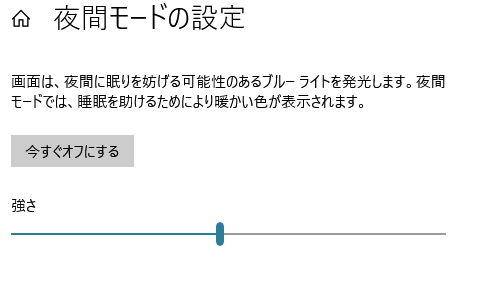 夜間モードの設定
画面は、夜間に眠りを妨げる可能性のあるブルー ライトを発光します。夜間
モードでは、睡眠を助けるためにより暖かい色が表示されます。
今すぐオフにする
強さ